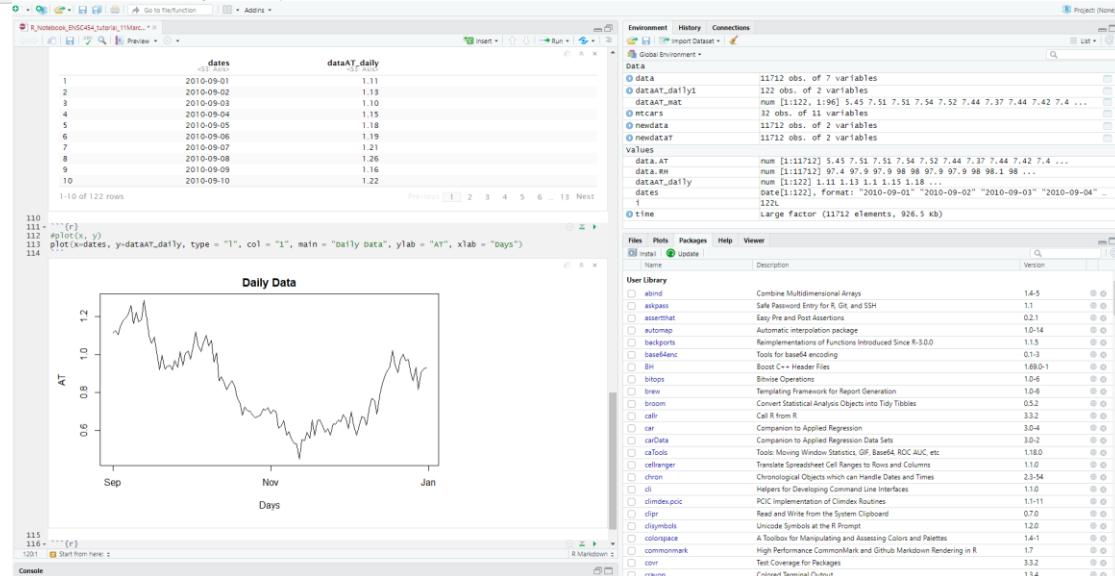 Go to file/function
Addins
Project: (None)
R_Notebook_ENSC454_tutorial_11Marc...
Preview
Insert
Run
dates
dataAT_daily
<S3: AsIs>
<S3: AsIs>
1 2010-09-01 1.11
2 2010-09-02 1.13
3 2010-09-03 1.10
4 2010-09-04 1.15
5 2010-09-05 1.18
6 2010-09-06 1.19
7 2010-09-07 1.21
8 2010-09-08 1.26
9 2010-09-09 1.16
10 2010-09-10 1.22
1-10 of 122 rows
Previous 1 2 3 4 5 6 ... 13 Next
110
111 ```{r}
112 #plot(x, y)
113 plot(x=dates, y=dataAT_daily, type = "l", col = "1", main = "Daily Data", ylab = "AT", xlab = "Days")
114 ```
Daily Data
AT
1.2
1.0
0.8
0.6
Sep Nov Jan
Days
115
116 ```{r}
120:1 Start from here:
R Markdown
Console
Environment History Connections
Import Dataset
List
Global Environment
Data
data 11712 obs. of 7 variables
dataAT_daily1 122 obs. of 2 variables
dataAT_mat num [1:122, 1:96] 5.45 7.51 7.51 7.54 7.52 7.44 7.37 7.44 7.42 7.4 ...
mtcars 32 obs. of 11 variables
newdata 11712 obs. of 2 variables
newdataT 11712 obs. of 2 variables
Values
data.AT num [1:11712] 5.45 7.51 7.51 7.54 7.52 7.44 7.37 7.44 7.42 7.4 ...
data.RH num [1:11712] 97.4 97.9 97.9 98 98 97.9 97.9 98 98.1 98 ...
dataAT_daily num [1:122] 1.11 1.13 1.1 1.15 1.18 ...
dates Date[1:122], format: "2010-09-01" "2010-09-02" "2010-09-03" "2010-09-04" ...
i 122L
time Large factor (11712 elements, 926.5 kb)
Files Plots Packages Help Viewer
Install Update
Name Description Version
User Library
abind Combine Multidimensional Arrays 1.4-5
askpass Safe Password Entry for R, Git, and SSH 1.1
assertthat Easy Pre and Post Assertions 0.2.1
automap Automatic interpolation package 1.0-14
backports Reimplementations of Functions Introduced Since R-3.0.0 1.1.5
base64enc Tools for base64 encoding 0.1-3
BH Boost C++ Header Files 1.69.0-1
bitops Bitwise Operations 1.0-6
brew Templating Framework for Report Generation 1.0-6
broom Convert Statistical Analysis Objects into Tidy Tibbles 0.5.2
callr Call R from R 3.3.2
car Companion to Applied Regression 3.0-4
carData Companion to Applied Regression Data Sets 3.0-2
caTools Tools: Moving Window Statistics, GIF, Base64, ROC AUC, etc 1.18.0
cellranger Translate Spreadsheet Cell Ranges to Rows and Columns 1.1.0
chron Chronological Objects which can Handle Dates and Times 2.3-54
cli Helpers for Developing Command Line Interfaces 1.1.0
climdex.pcic PCIC Implementation of Climdex Routines 1.1-11
clipr Read and Write from the System Clipboard 0.7.0
clisymbols Unicode Symbols at the R Prompt 1.2.0
colorspace A Toolbox for Manipulating and Assessing Colors and Palettes 1.4-1
commonmark High Performance CommonMark and Github Markdown Rendering in R 1.7
covr Test Coverage for Packages 3.3.2
crayon Colored Terminal Output 1.3.4